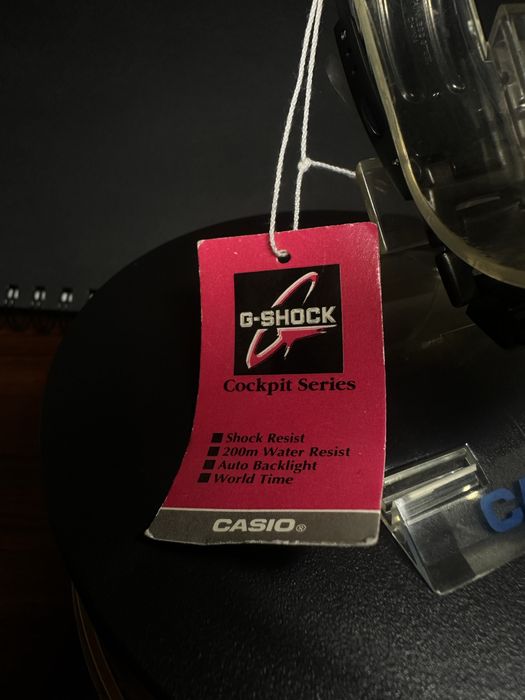 G-SHOCK
Cockpit Series
■ Shock Resist
■ 200m Water Resist
■ Auto Backlight
■ World Time
CASIO®